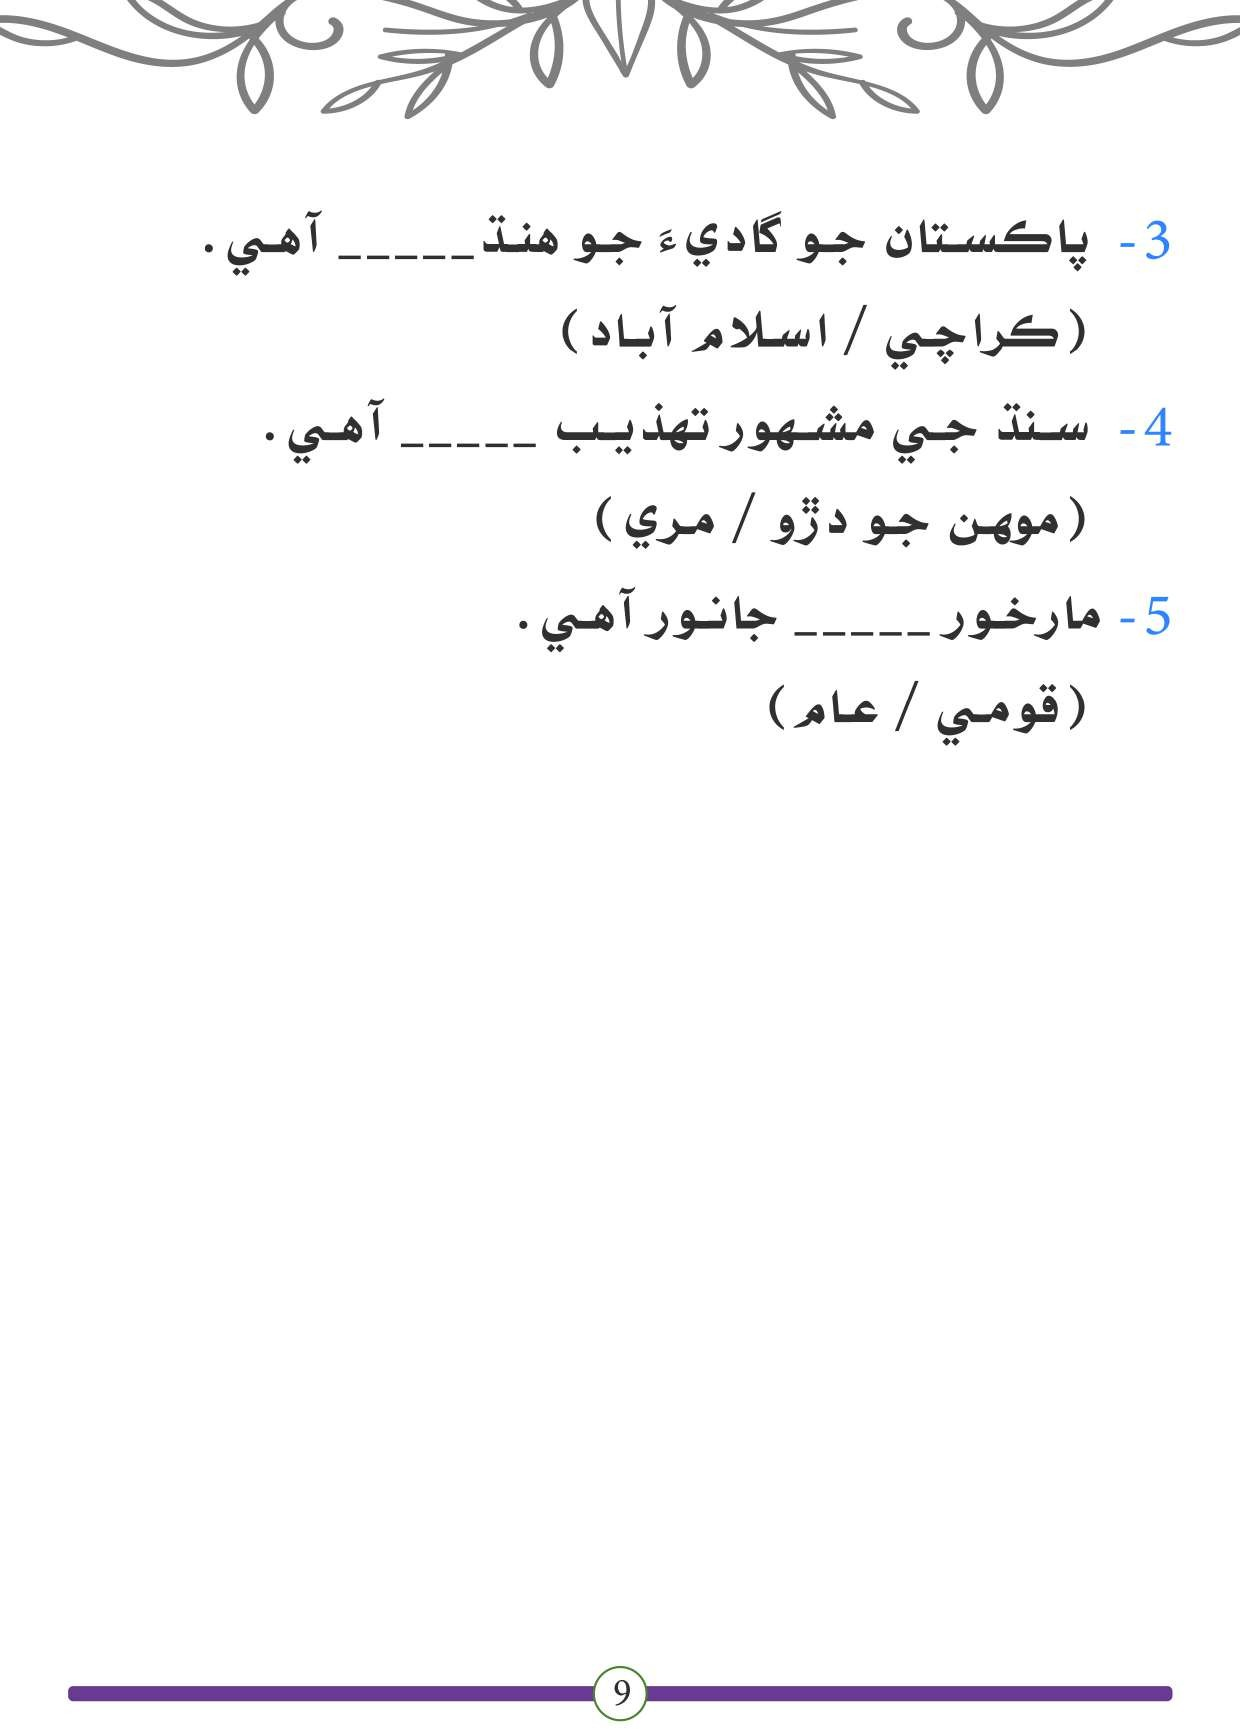 3- پاڪستان جو گاديءَ جو هنڌ_____ آهي.
(ڪراچي / اسلام آباد)
4- سنڌ جي مشهور تهذيب _____ آهي.
(موهن جو دڙو / مري)
5- مارخور_____ جانور آهي.
(قومي / عام)
9